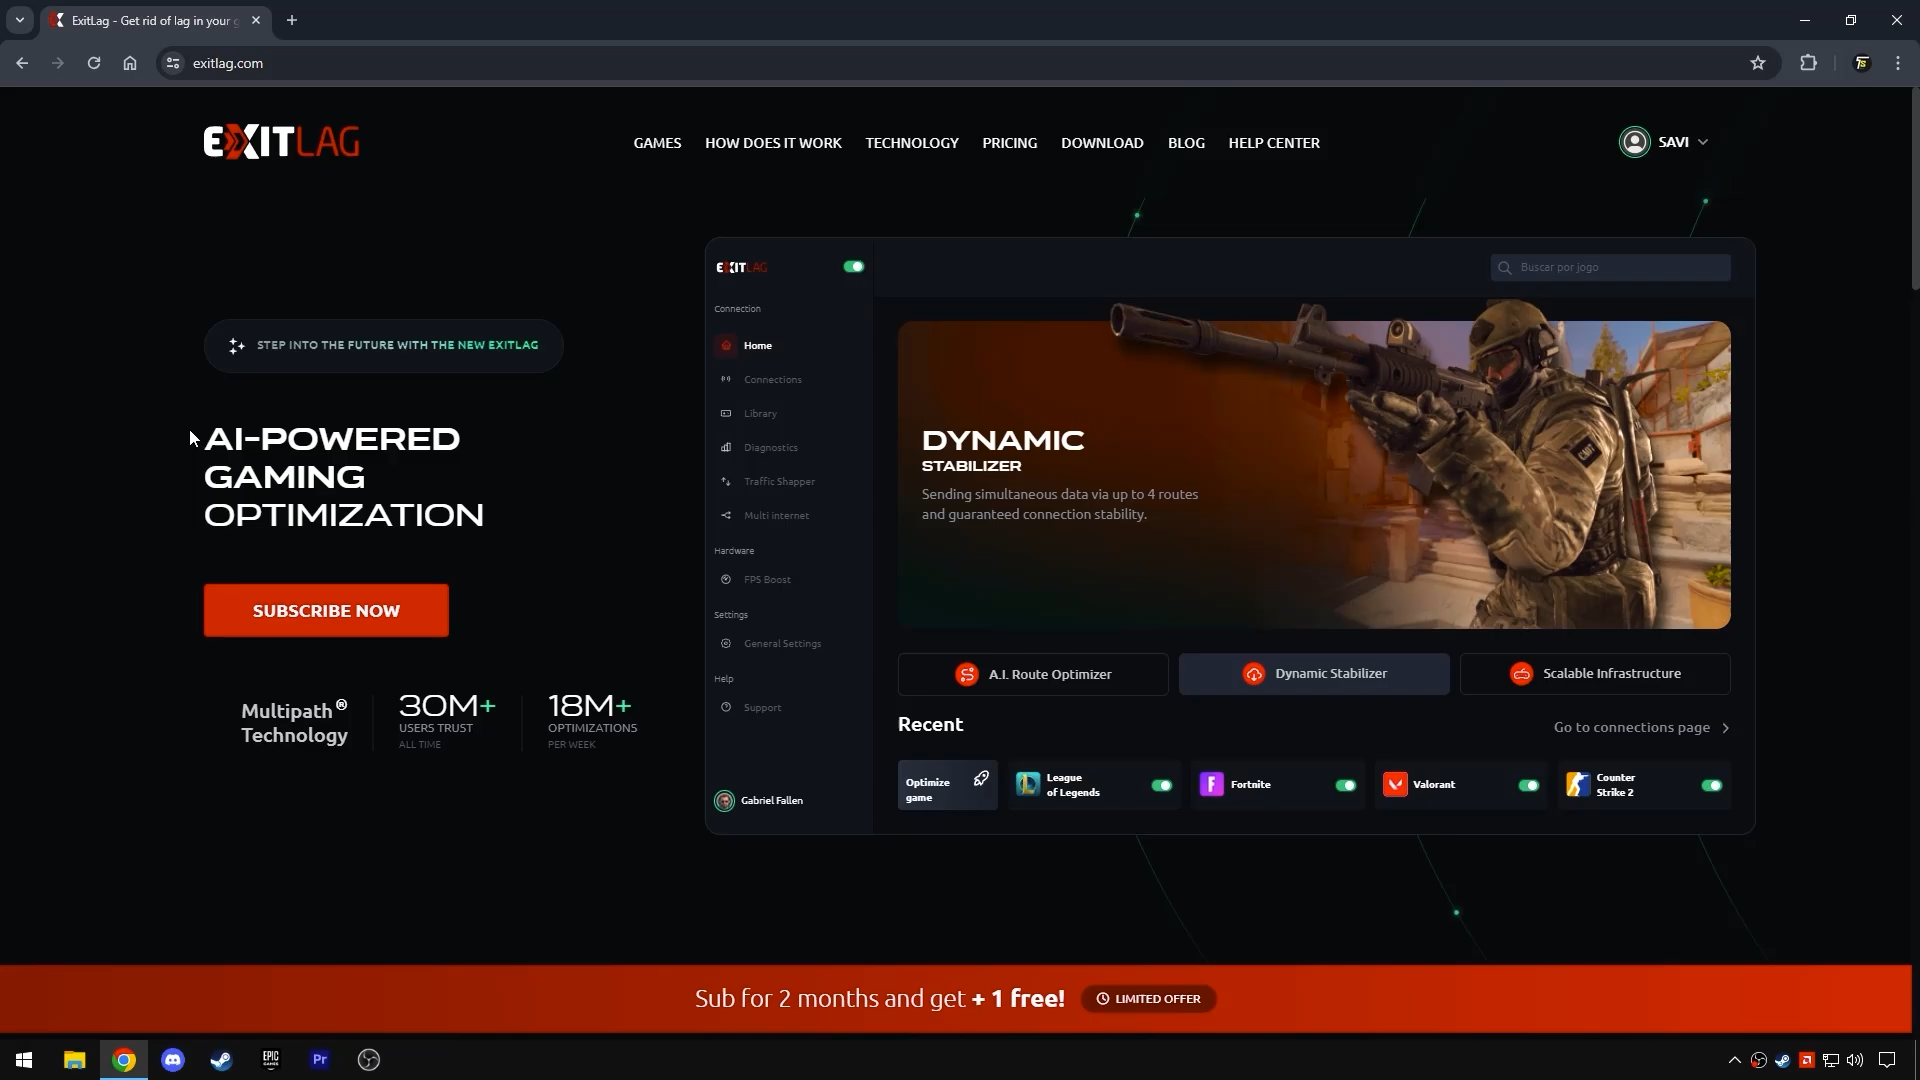 ExitLag - Get rid of lag in your g
exitlag.com
EXITLAG
GAMES
HOW DOES IT WORK
TECHNOLOGY
PRICING
DOWNLOAD
BLOG
HELP CENTER
SAVI
STEP INTO THE FUTURE WITH THE NEW EXITLAG
AI-POWERED
GAMING
OPTIMIZATION
SUBSCRIBE NOW
Multipath®
Technology
30M+
USERS TRUST
ALL TIME
18M+
OPTIMIZATIONS
PER WEEK
EXITLAG
Buscar por jogo
Connection
Home
Connections
Library
Diagnostics
Traffic Shapper
Multi internet
Hardware
FPS Boost
Settings
General Settings
Help
Support
Gabriel Fallen
DYNAMIC
STABILIZER
Sending simultaneous data via up to 4 routes
and guaranteed connection stability.
A.I. Route Optimizer
Dynamic Stabilizer
Scalable Infrastructure
Recent
Go to connections page
Optimize
game
League
of Legends
Fortnite
Valorant
Counter
Strike 2
Sub for 2 months and get + 1 free!
LIMITED OFFER
EPIC
GAMES
Pr